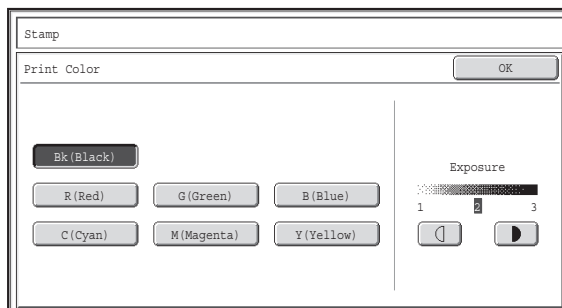 Stamp
Print Color
OK
Bk(Black)
R(Red) G(Green) B(Blue)
C(Cyan) M(Magenta) Y(Yellow)
Exposure
1 2 3